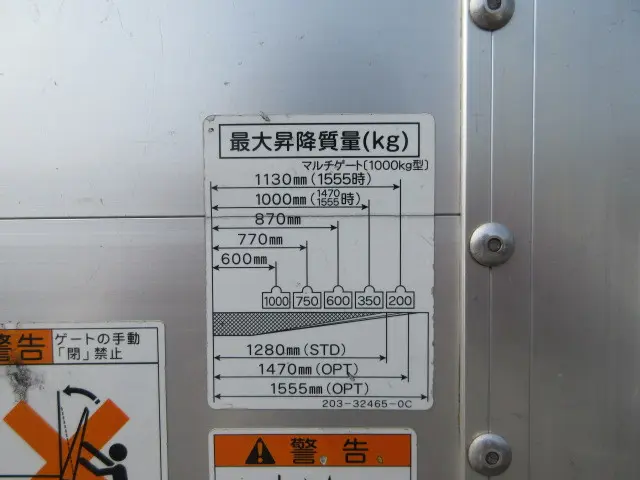 最大昇降質量(kg)
マルチゲート〔1000kg型〕
1130mm(1555時)
1000mm(1470 1555時)
870mm
770mm
600mm
1000 750 600 350 200
1280mm(STD)
1470mm(OPT)
1555mm(OPT)
203-32465-0C
警告 ゲートの手動
「閉」禁止
警告